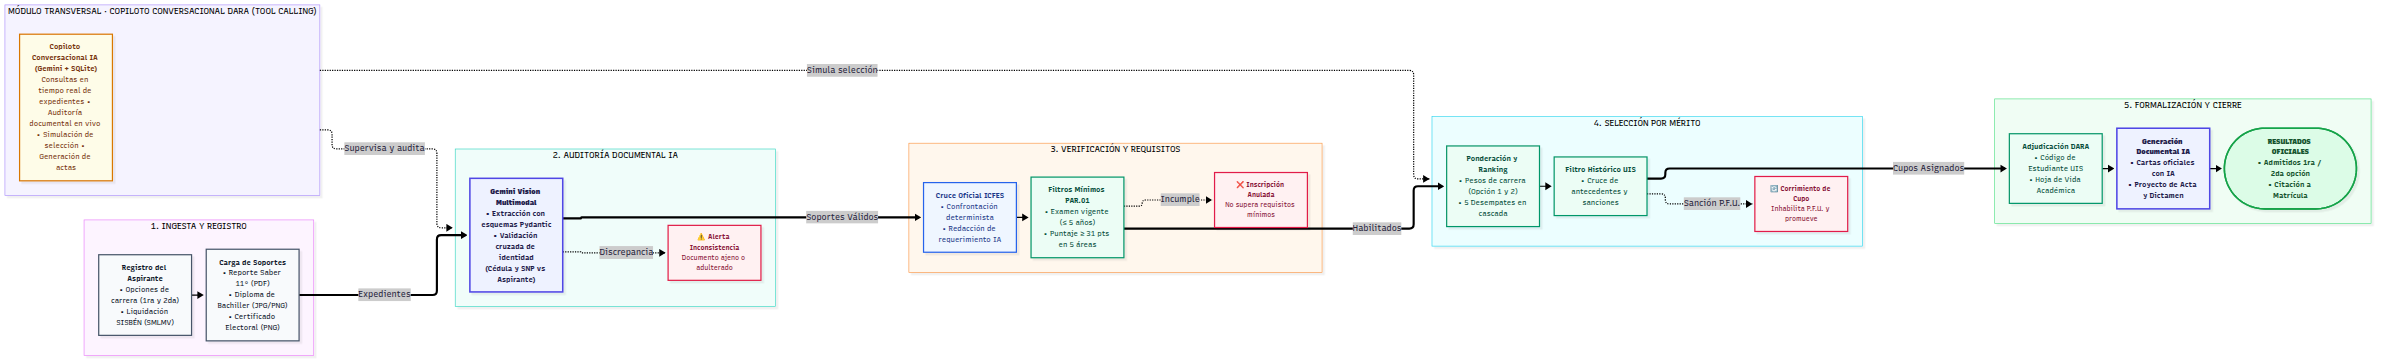 MÓDULO TRANSVERSAL - COPILOTO CONVERSACIONAL DARA (TOOL CALLING)
Copiloto
Conversacional IA
(Gemini + SQLite)
Consultas en
tiempo real de
expedientes •
Auditoría
documental en vivo
• Simulación de
selección •
Generación de
actas
Simula selección
Supervisa y audita
1. INGESTA Y REGISTRO
Registro del
Aspirante
• Opciones de
carrera (1ra y 2da)
• Liquidación
SISBÉN (SMLMV)
Carga de Soportes
• Reporte Saber
11° (PDF)
• Diploma de
Bachiller (JPG/PNG)
• Certificado
Electoral (PNG)
Expedientes
2. AUDITORÍA DOCUMENTAL IA
Gemini Vision
Multimodal
• Extracción con
esquemas Pydantic
• Validación
cruzada de
identidad
(Cédula y SNP vs
Aspirante)
Soportes Válidos
Discrepancia
⚠️ Alerta
Inconsistencia
Documento ajeno o
adulterado
3. VERIFICACIÓN Y REQUISITOS
Cruce Oficial ICFES
• Confrontación
determinista
• Redacción de
requerimiento IA
Filtros Mínimos
PAR.01
• Examen vigente
(≤ 5 años)
• Puntaje ≥ 31 pts
en 5 áreas
Incumple
❌ Inscripción
Anulada
No supera requisitos
mínimos
Habilitados
4. SELECCIÓN POR MÉRITO
Ponderación y
Ranking
• Pesos de carrera
(Opción 1 y 2)
• 5 Desempates en
cascada
Filtro Histórico UIS
• Cruce de
antecedentes y
sanciones
Sanción P.F.U.
Corrimiento de
Cupo
Inhabilita P.F.U. y
promueve
Cupos Asignados
5. FORMALIZACIÓN Y CIERRE
Adjudicación DARA
• Código de
Estudiante UIS
• Hoja de Vida
Académica
Generación
Documental IA
• Cartas oficiales
con IA
• Proyecto de Acta
y Dictamen
RESULTADOS
OFICIALES
• Admitidos 1ra /
2da opción
• Citación a
Matrícula